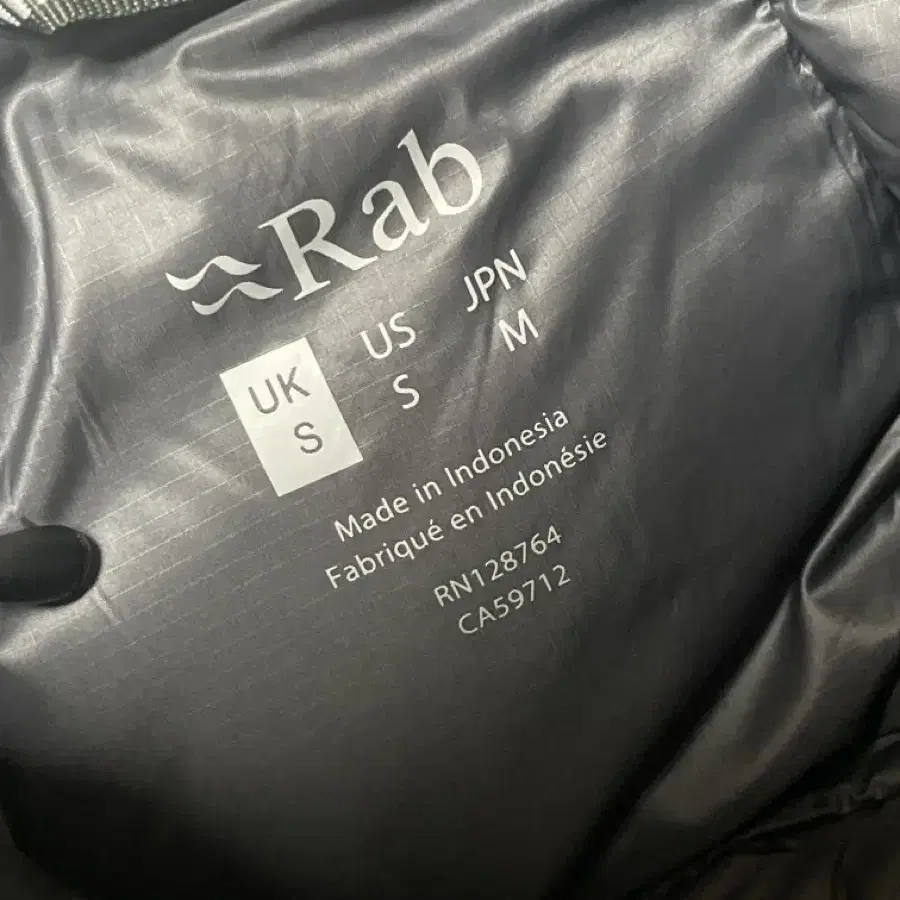 Rab
UK US JPN
S S M
Made in Indonesia
Fabriqué en Indonésie
RN128764
CA59712